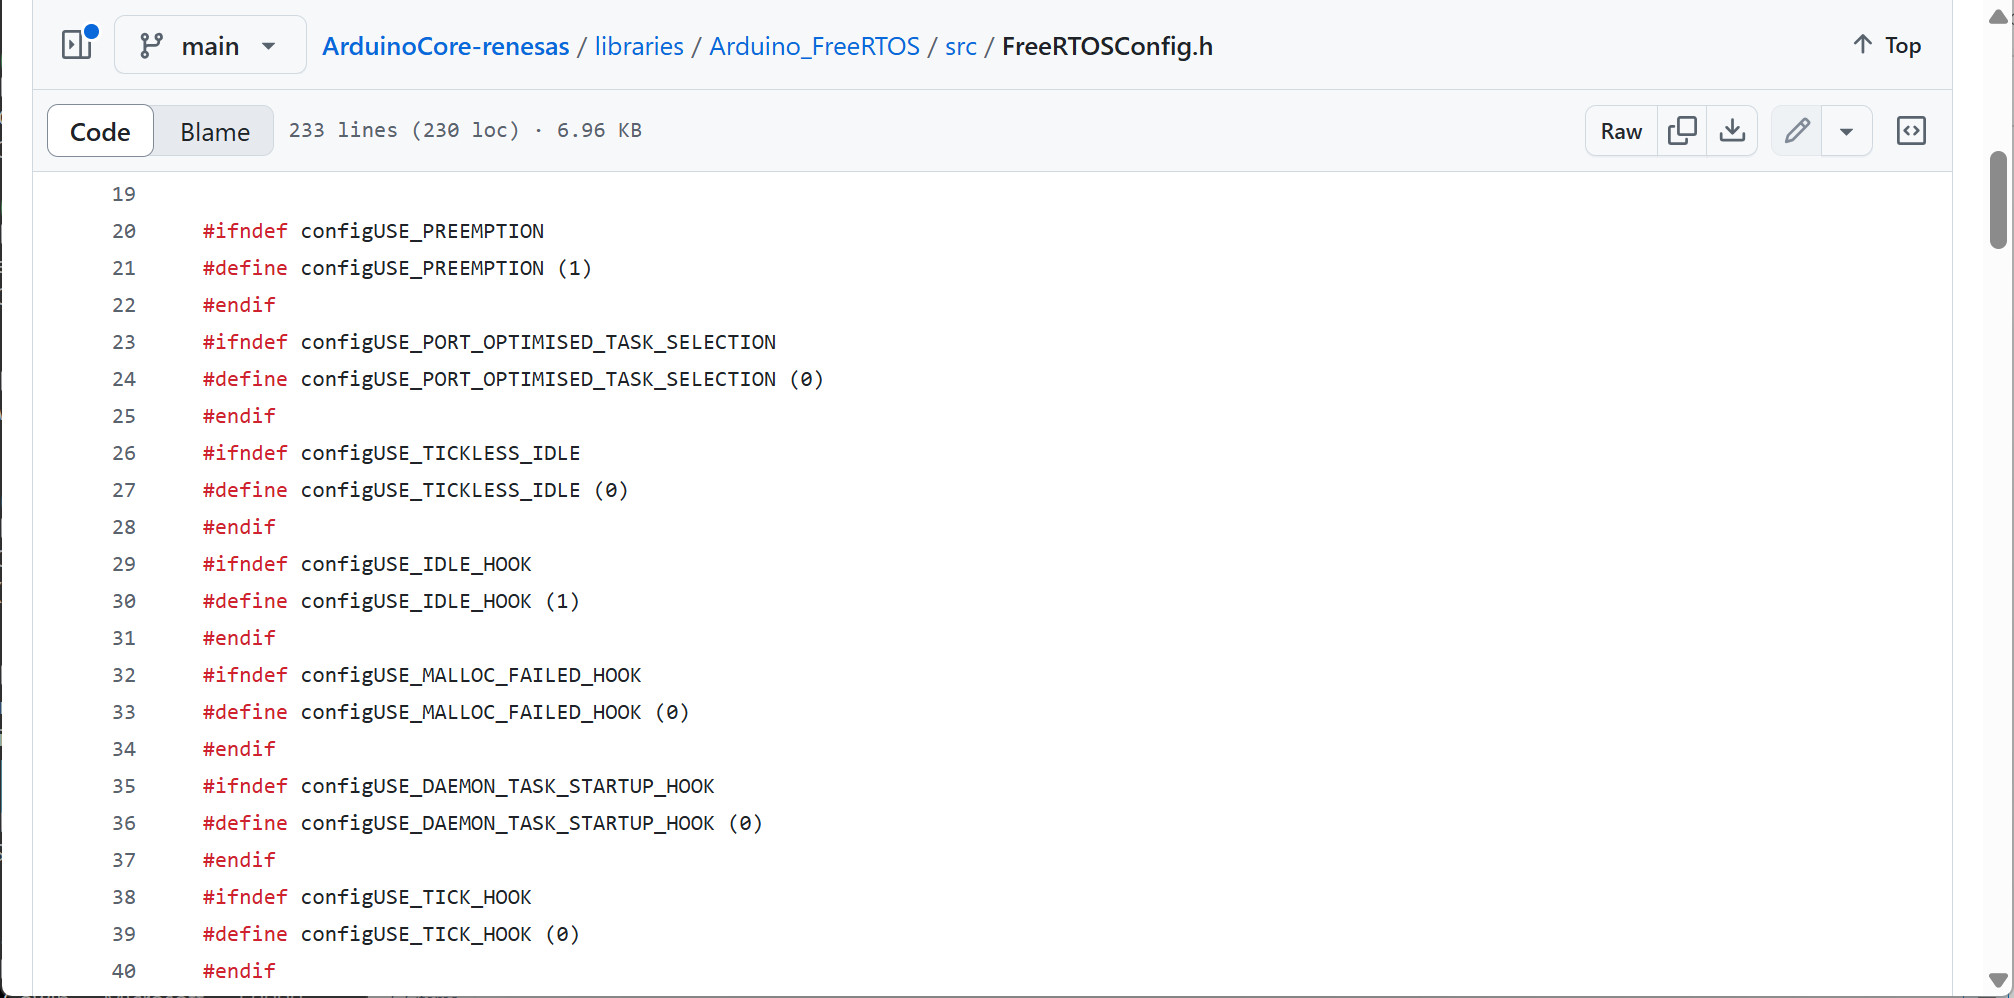 main ArduinoCore-renesas / libraries / Arduino_FreeRTOS / src / FreeRTOSConfig.h Top
Code Blame 233 lines (230 loc) · 6.96 KB Raw
19
20 #ifndef configUSE_PREEMPTION
21 #define configUSE_PREEMPTION (1)
22 #endif
23 #ifndef configUSE_PORT_OPTIMISED_TASK_SELECTION
24 #define configUSE_PORT_OPTIMISED_TASK_SELECTION (0)
25 #endif
26 #ifndef configUSE_TICKLESS_IDLE
27 #define configUSE_TICKLESS_IDLE (0)
28 #endif
29 #ifndef configUSE_IDLE_HOOK
30 #define configUSE_IDLE_HOOK (1)
31 #endif
32 #ifndef configUSE_MALLOC_FAILED_HOOK
33 #define configUSE_MALLOC_FAILED_HOOK (0)
34 #endif
35 #ifndef configUSE_DAEMON_TASK_STARTUP_HOOK
36 #define configUSE_DAEMON_TASK_STARTUP_HOOK (0)
37 #endif
38 #ifndef configUSE_TICK_HOOK
39 #define configUSE_TICK_HOOK (0)
40 #endif